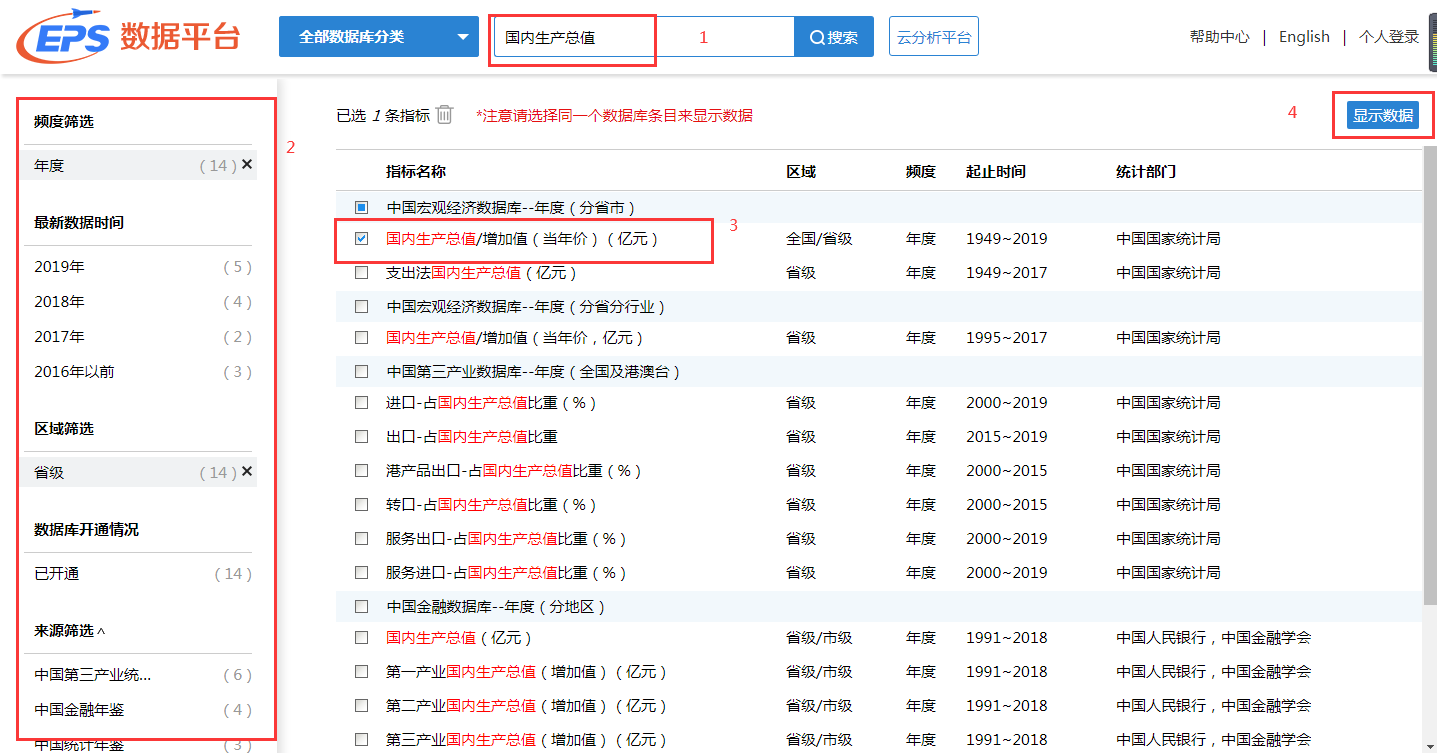 EPS 数据平台 全部数据库分类 国内生产总值 1 搜索 云分析平台 帮助中心 | English | 个人登录
频度筛选
年度 ( 14 ) ×
最新数据时间
2019年 ( 5 )
2018年 ( 4 )
2017年 ( 2 )
2016年以前 ( 3 )
区域筛选
省级 ( 14 ) ×
数据库开通情况
已开通 ( 14 )
来源筛选 ^
中国第三产业统... ( 6 )
中国金融年鉴 ( 4 )
中国统计年鉴 ( 3 )
2
已选 1 条指标 *注意请选择同一个数据库条目来显示数据 4 显示数据
指标名称 区域 频度 起止时间 统计部门
中国宏观经济数据库--年度（分省市）
国内生产总值/增加值（当年价）（亿元） 3 全国/省级 年度 1949~2019 中国国家统计局
支出法国内生产总值（亿元） 省级 年度 1949~2017 中国国家统计局
中国宏观经济数据库--年度（分省分行业）
国内生产总值/增加值（当年价，亿元） 省级 年度 1995~2017 中国国家统计局
中国第三产业数据库--年度（全国及港澳台）
进口-占国内生产总值比重（%） 省级 年度 2000~2019 中国国家统计局
出口-占国内生产总值比重 省级 年度 2015~2019 中国国家统计局
港产品出口-占国内生产总值比重（%） 省级 年度 2000~2015 中国国家统计局
转口-占国内生产总值比重（%） 省级 年度 2000~2015 中国国家统计局
服务出口-占国内生产总值比重（%） 省级 年度 2000~2019 中国国家统计局
服务进口-占国内生产总值比重（%） 省级 年度 2000~2019 中国国家统计局
中国金融数据库--年度（分地区）
国内生产总值（亿元） 省级/市级 年度 1991~2018 中国人民银行，中国金融学会
第一产业国内生产总值（增加值）（亿元） 省级/市级 年度 1991~2018 中国人民银行，中国金融学会
第二产业国内生产总值（增加值）（亿元） 省级/市级 年度 1991~2018 中国人民银行，中国金融学会
第三产业国内生产总值（增加值）（亿元） 省级/市级 年度 1991~2018 中国人民银行，中国金融学会